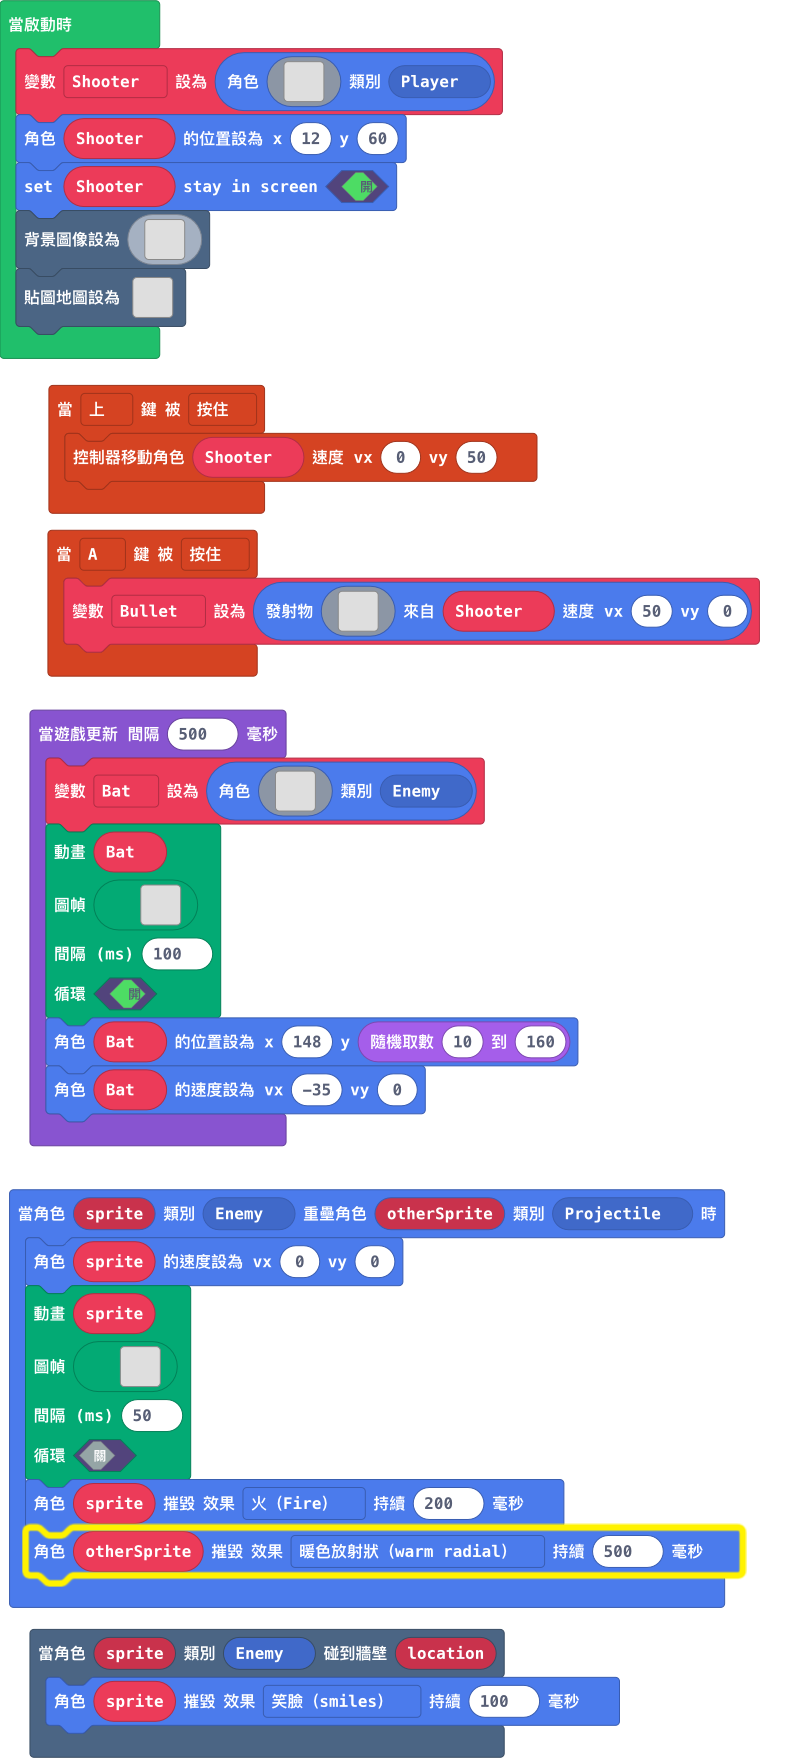 當啟動時
變數 Shooter 設為 角色 類別 Player
角色 Shooter 的位置設為 x 12 y 60
set Shooter stay in screen 開
背景圖像設為
貼圖地圖設為
當 上 鍵 被 按住
控制器移動角色 Shooter 速度 vx 0 vy 50
當 A 鍵 被 按住
變數 Bullet 設為 發射物 來自 Shooter 速度 vx 50 vy 0
當遊戲更新 間隔 500 毫秒
變數 Bat 設為 角色 類別 Enemy
動畫 Bat
圖幀
間隔 (ms) 100
循環 開
角色 Bat 的位置設為 x 148 y 隨機取數 10 到 160
角色 Bat 的速度設為 vx -35 vy 0
當角色 sprite 類別 Enemy 重疊角色 otherSprite 類別 Projectile 時
角色 sprite 的速度設為 vx 0 vy 0
動畫 sprite
圖幀
間隔 (ms) 50
循環 關
角色 sprite 摧毀 效果 火 (Fire) 持續 200 毫秒
角色 otherSprite 摧毀 效果 暖色放射狀 (warm radial) 持續 500 毫秒
當角色 sprite 類別 Enemy 碰到牆壁 location
角色 sprite 摧毀 效果 笑臉 (smiles) 持續 100 毫秒